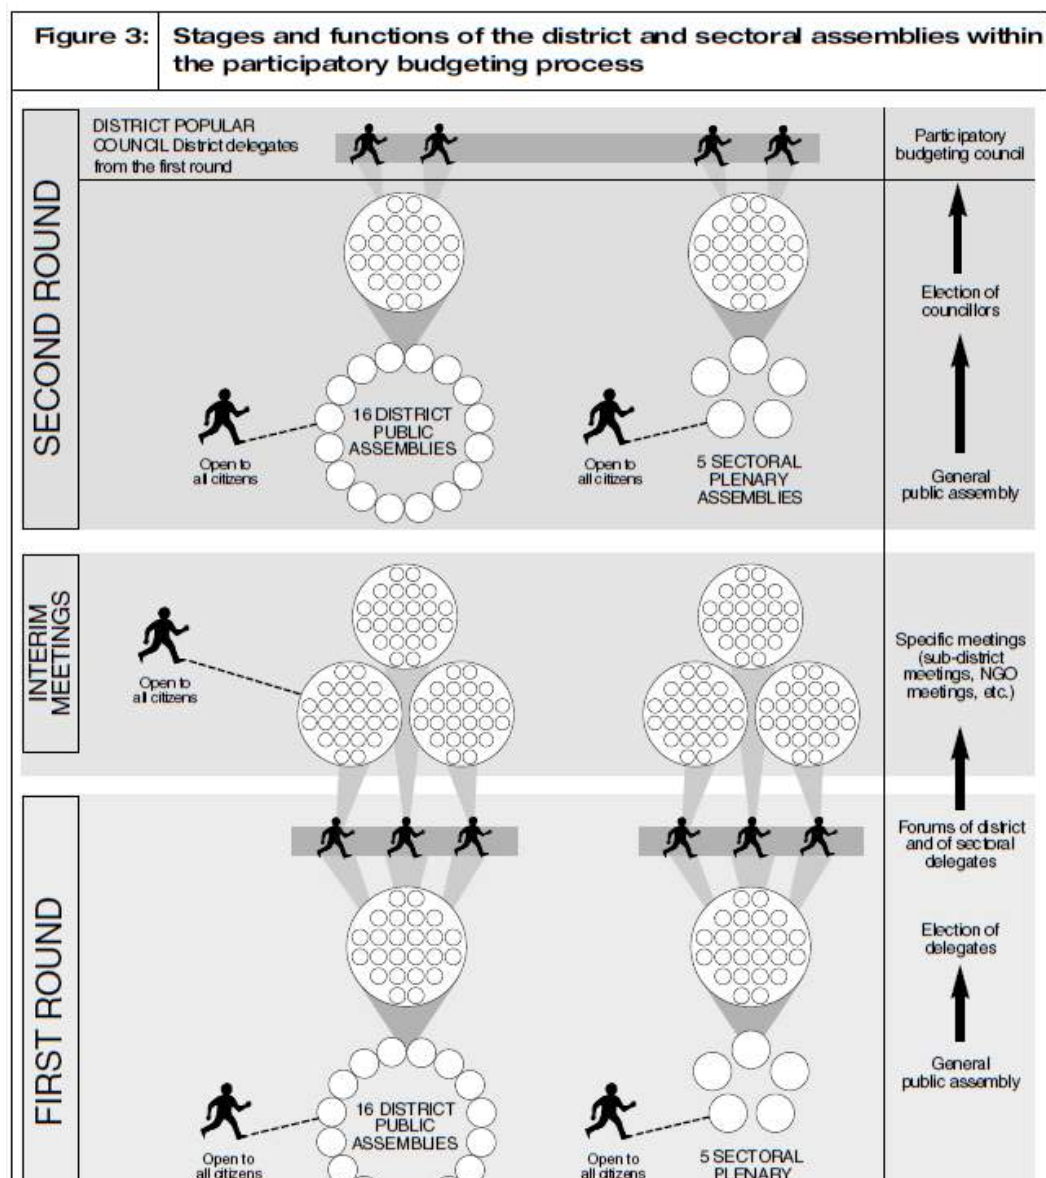 Figure 3:
Stages and functions of the district and sectoral assemblies within
the participatory budgeting process
SECOND ROUND
DISTRICT POPULAR
COUNCIL District delegates
from the first round
Participatory
budgeting council
Election of
councillors
16 DISTRICT
PUBLIC
ASSEMBLIES
Open to
all citizens
Open to
all citizens
5 SECTORAL
PLENARY
ASSEMBLIES
General
public assembly
INTERIM
MEETINGS
Open to
all citizens
Specific meetings
(sub-district
meetings, NGO
meetings, etc.)
FIRST ROUND
Forums of district
and of sectoral
delegates
Election of
delegates
General
public assembly
16 DISTRICT
PUBLIC
ASSEMBLIES
Open to
all citizens
Open to
all citizens
5 SECTORAL
PLENARY